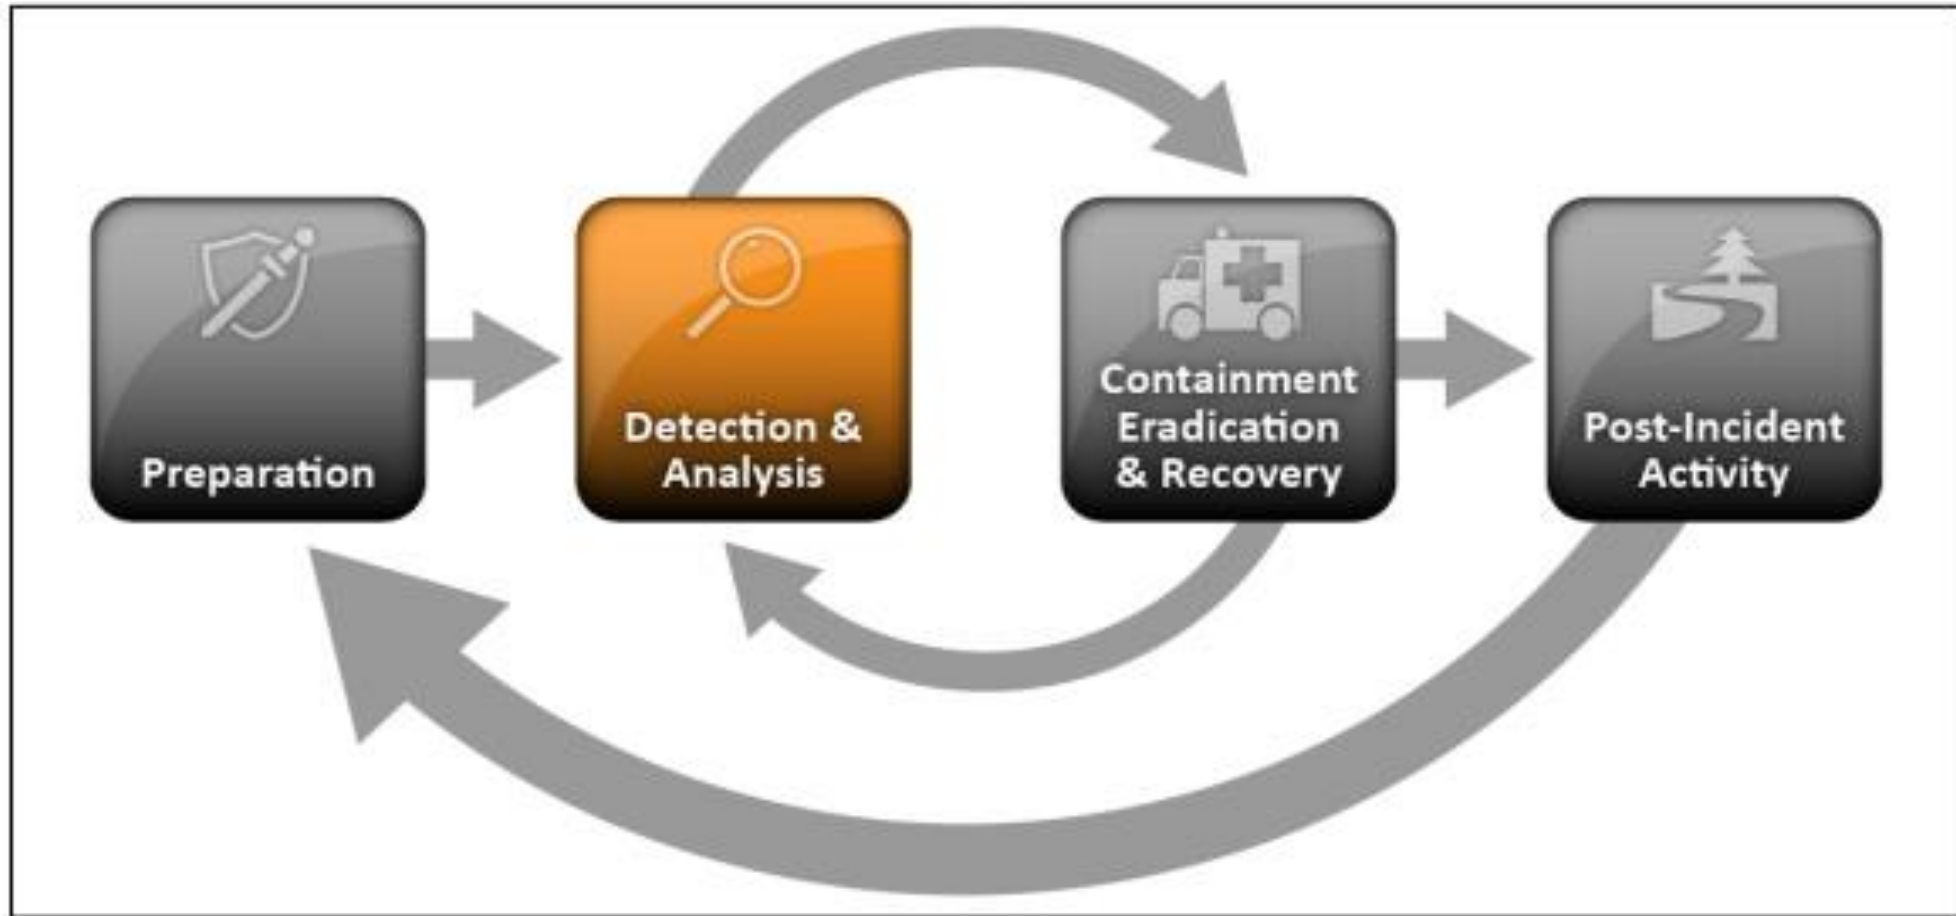 Preparation
Detection &
Analysis
Containment
Eradication
& Recovery
Post-Incident
Activity